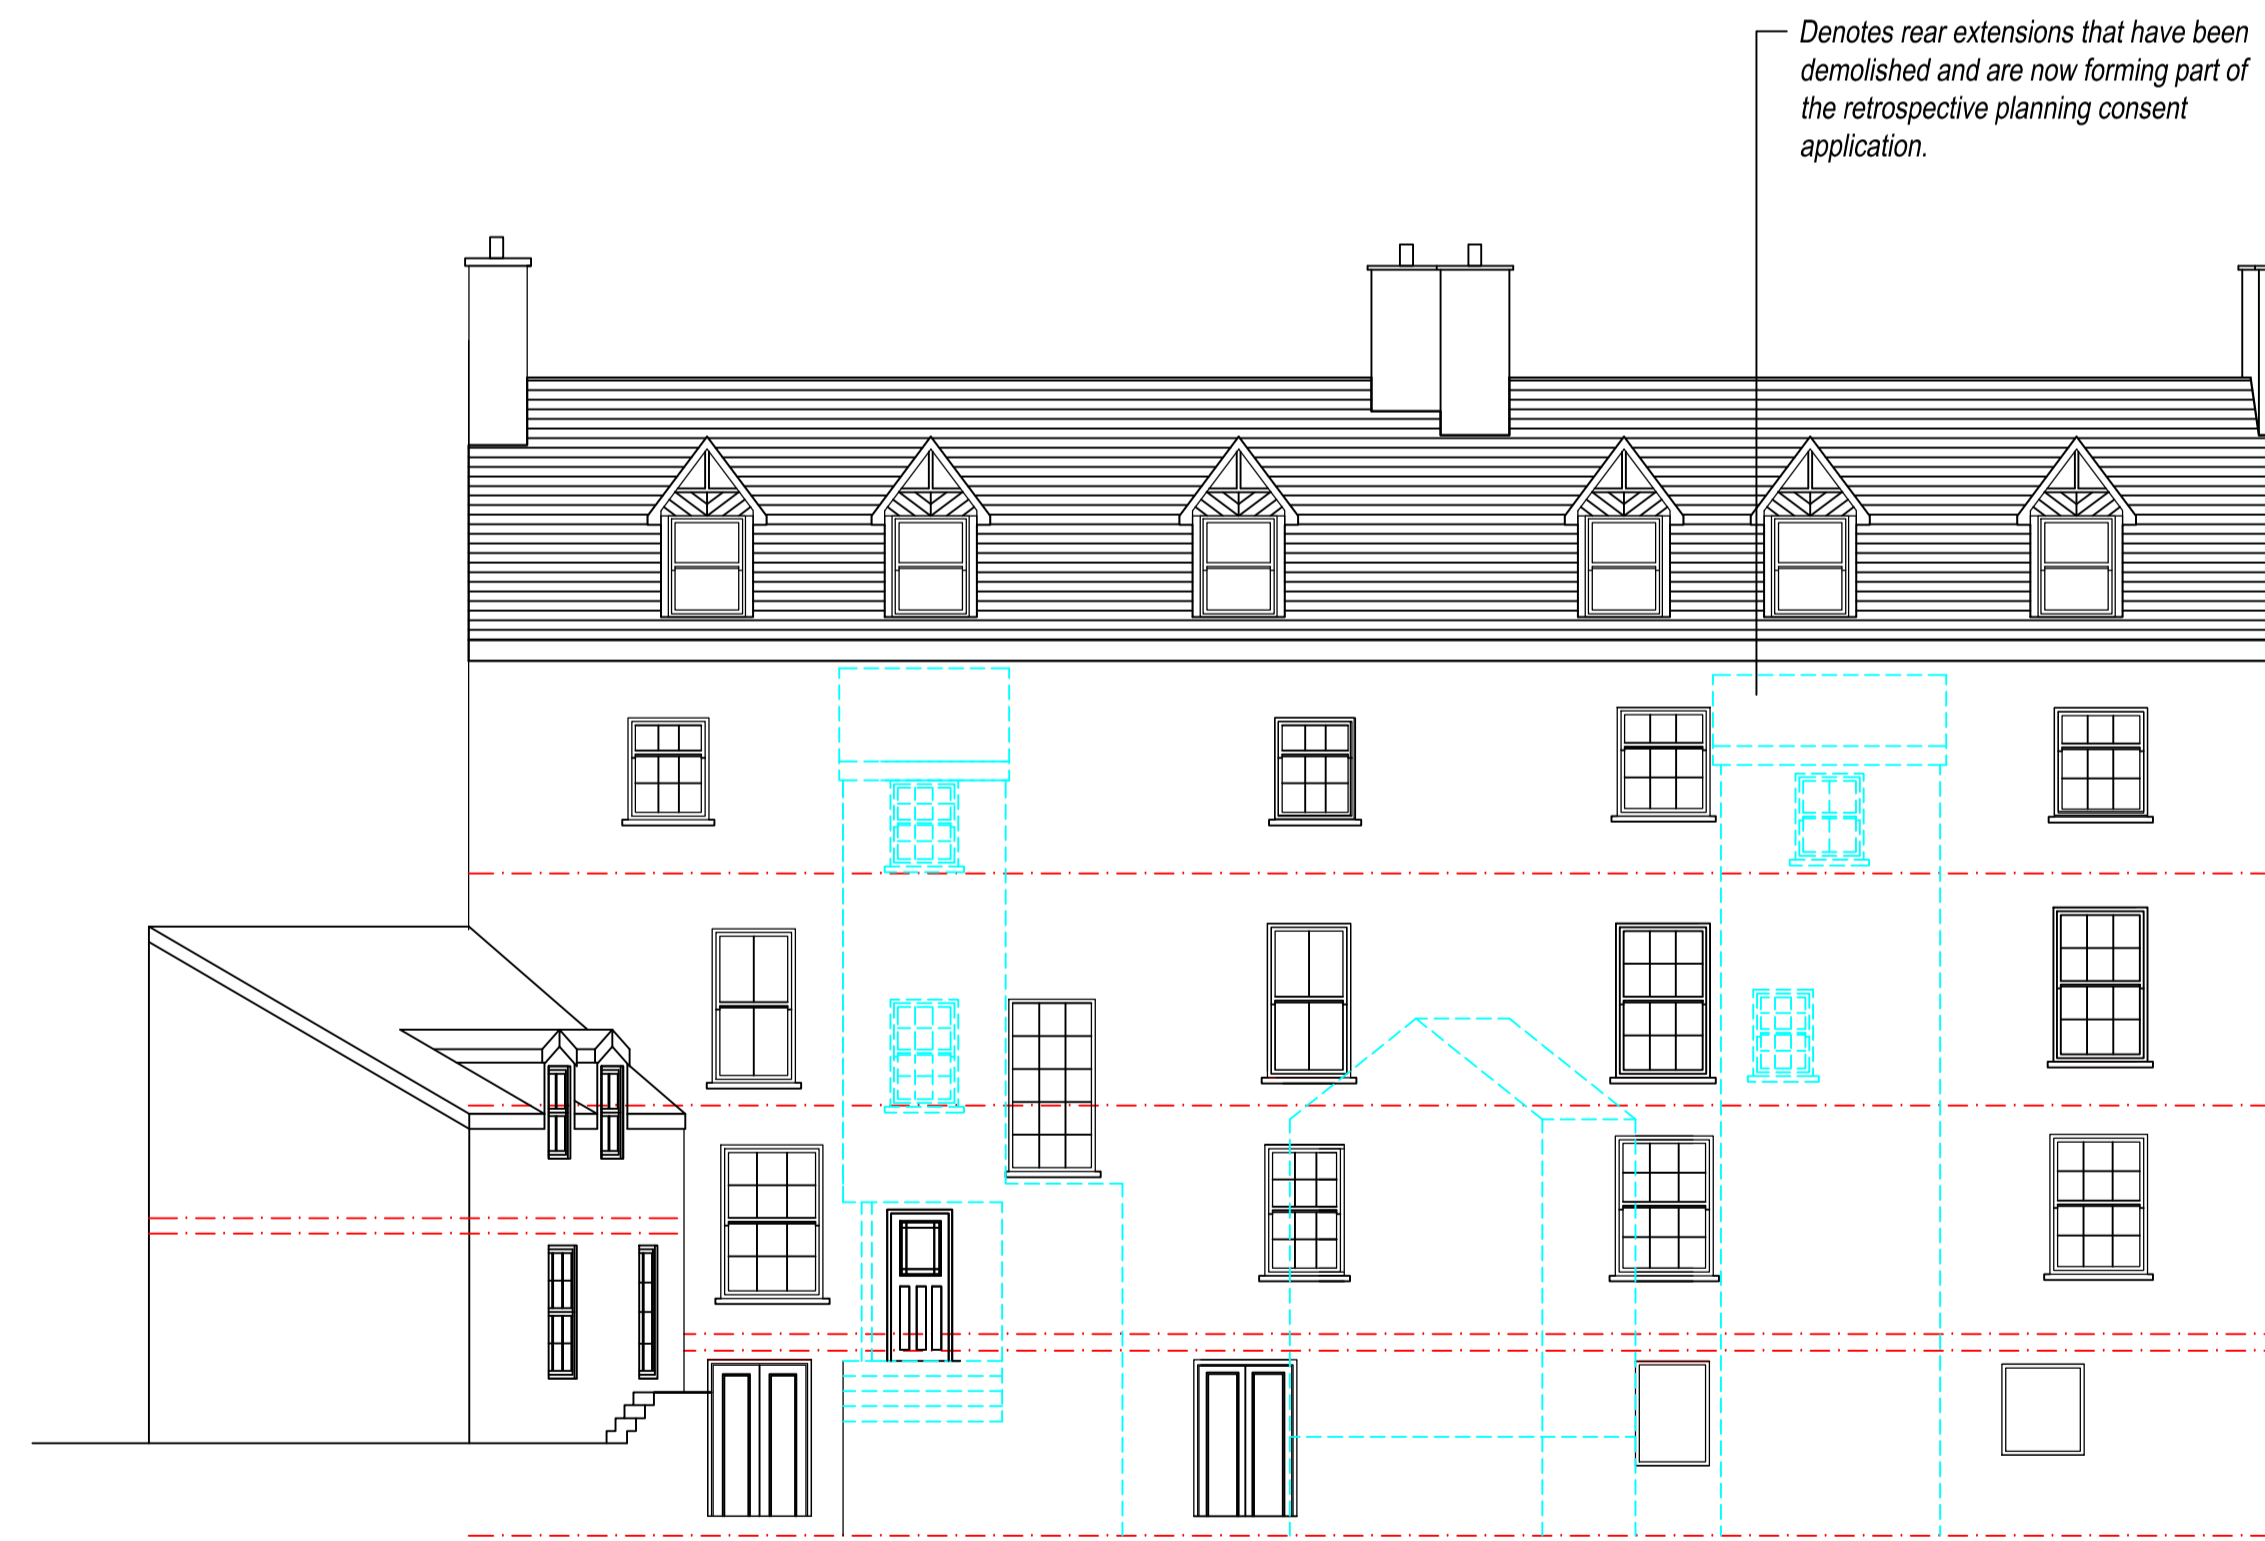 Denotes rear extensions that have been
demolished and are now forming part of
the retrospective planning consent
application.